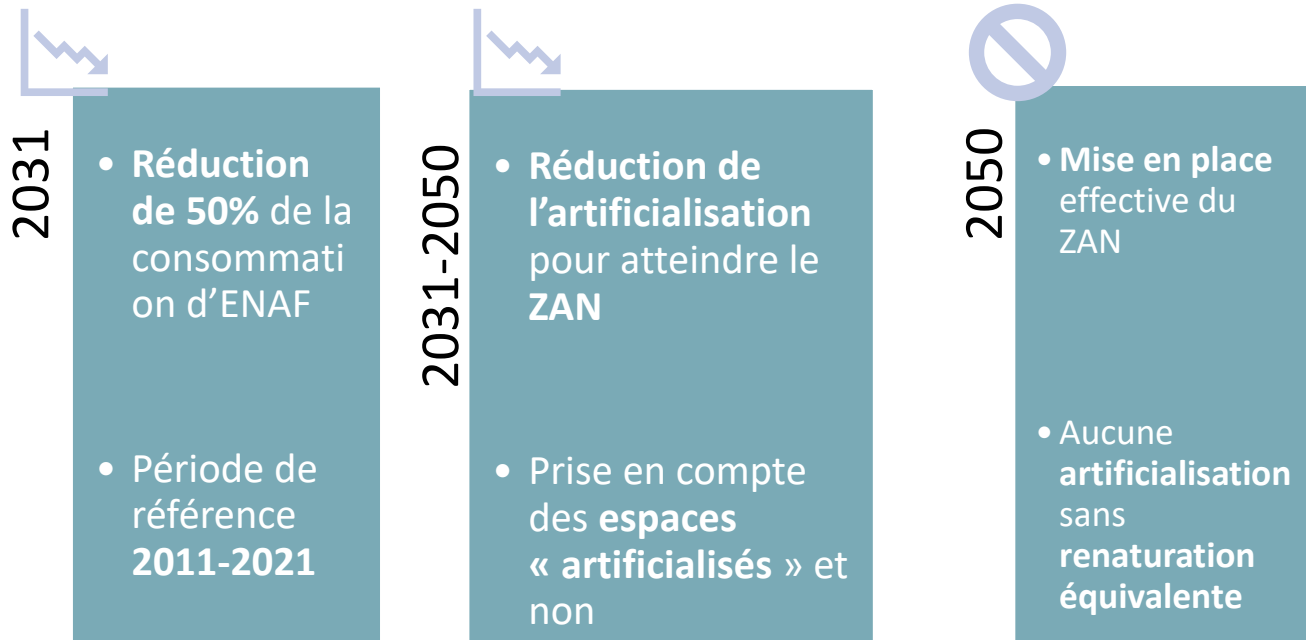 2031
• Réduction
de 50% de la
consommati
on d’ENAF
• Période de
référence
2011-2021
2031-2050
• Réduction de
l’artificialisation
pour atteindre le
ZAN
• Prise en compte
des espaces
« artificialisés » et
non
2050
• Mise en place
effective du
ZAN
• Aucune
artificialisation
sans
renaturation
équivalente